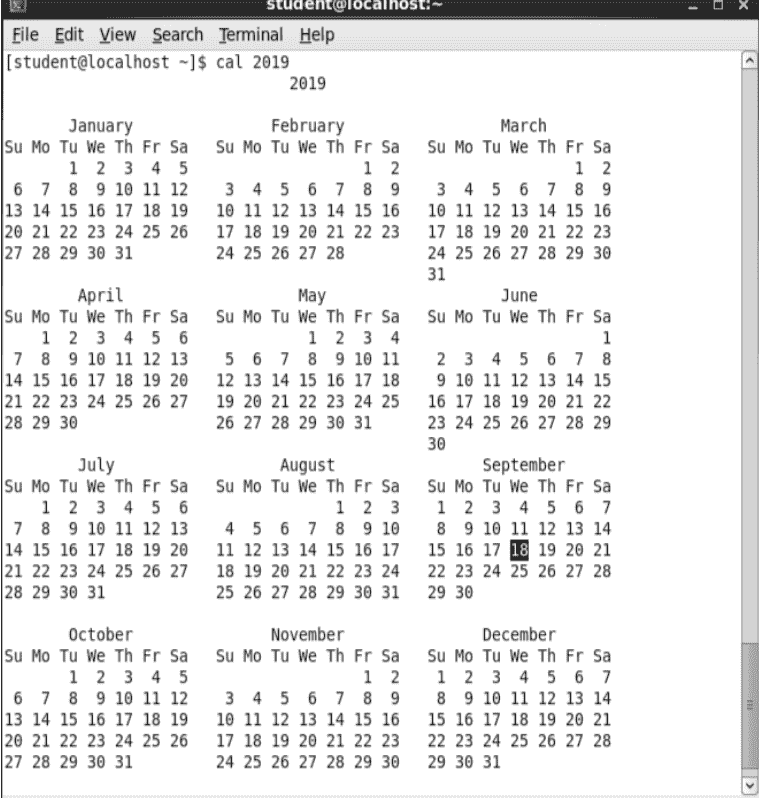 student@localhost:~
File Edit View Search Terminal Help
[student@localhost ~]$ cal 2019
                               2019

       January               February                 March
Su Mo Tu We Th Fr Sa   Su Mo Tu We Th Fr Sa   Su Mo Tu We Th Fr Sa
       1  2  3  4  5                   1  2                   1  2
 6  7  8  9 10 11 12    3  4  5  6  7  8  9    3  4  5  6  7  8  9
13 14 15 16 17 18 19   10 11 12 13 14 15 16   10 11 12 13 14 15 16
20 21 22 23 24 25 26   17 18 19 20 21 22 23   17 18 19 20 21 22 23
27 28 29 30 31         24 25 26 27 28         24 25 26 27 28 29 30
                                              31
        April                   May                   June
Su Mo Tu We Th Fr Sa   Su Mo Tu We Th Fr Sa   Su Mo Tu We Th Fr Sa
    1  2  3  4  5  6             1  2  3  4                      1
 7  8  9 10 11 12 13    5  6  7  8  9 10 11    2  3  4  5  6  7  8
14 15 16 17 18 19 20   12 13 14 15 16 17 18    9 10 11 12 13 14 15
21 22 23 24 25 26 27   19 20 21 22 23 24 25   16 17 18 19 20 21 22
28 29 30               26 27 28 29 30 31      23 24 25 26 27 28 29
                                              30
        July                  August                September
Su Mo Tu We Th Fr Sa   Su Mo Tu We Th Fr Sa   Su Mo Tu We Th Fr Sa
    1  2  3  4  5  6                1  2  3    1  2  3  4  5  6  7
 7  8  9 10 11 12 13    4  5  6  7  8  9 10    8  9 10 11 12 13 14
14 15 16 17 18 19 20   11 12 13 14 15 16 17   15 16 17 18 19 20 21
21 22 23 24 25 26 27   18 19 20 21 22 23 24   22 23 24 25 26 27 28
28 29 30 31            25 26 27 28 29 30 31   29 30

       October               November               December
Su Mo Tu We Th Fr Sa   Su Mo Tu We Th Fr Sa   Su Mo Tu We Th Fr Sa
       1  2  3  4  5                   1  2    1  2  3  4  5  6  7
 6  7  8  9 10 11 12    3  4  5  6  7  8  9    8  9 10 11 12 13 14
13 14 15 16 17 18 19   10 11 12 13 14 15 16   15 16 17 18 19 20 21
20 21 22 23 24 25 26   17 18 19 20 21 22 23   22 23 24 25 26 27 28
27 28 29 30 31         24 25 26 27 28 29 30   29 30 31